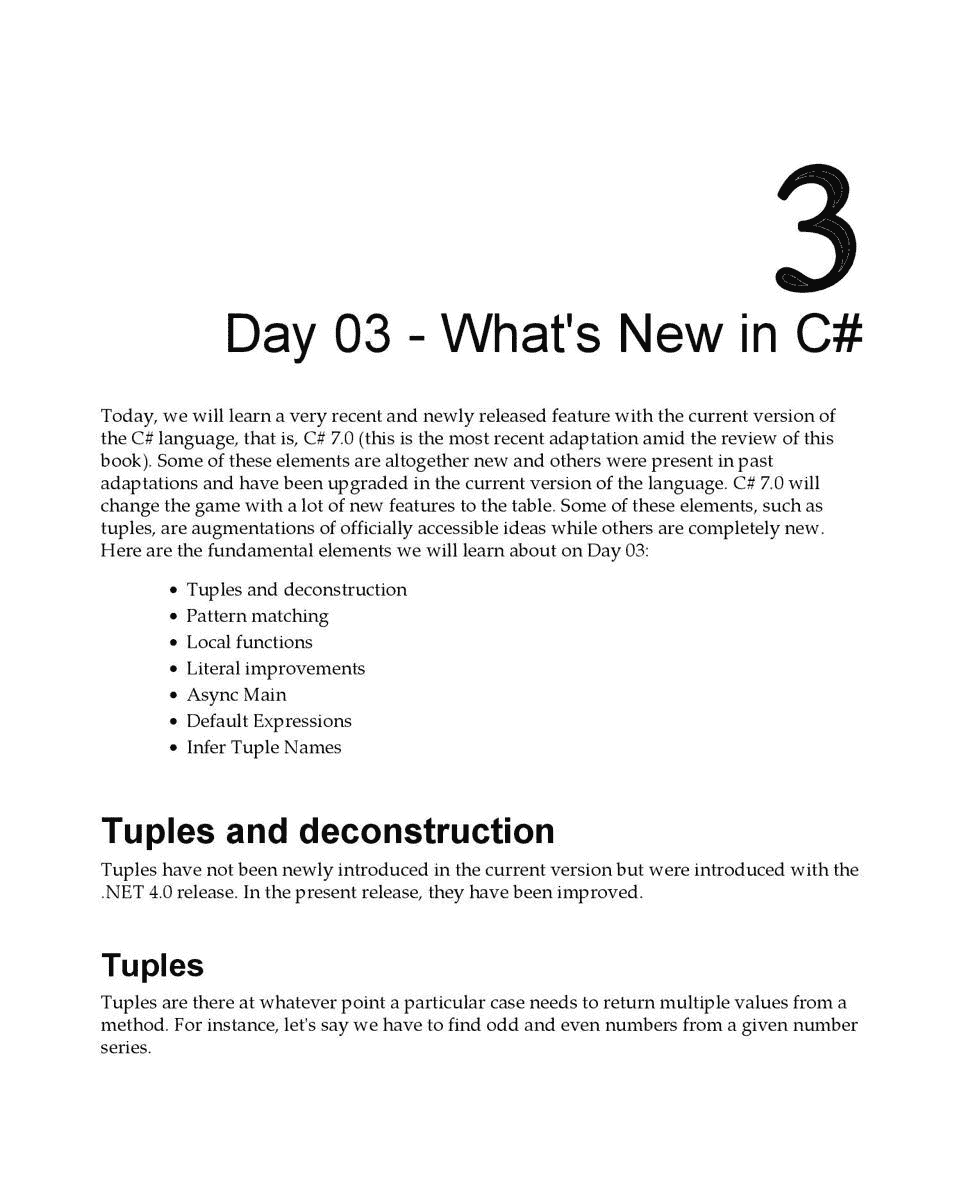 3
Day 03 - What's New in C#
Today, we will learn a very recent and newly released feature with the current version of
the C# language, that is, C# 7.0 (this is the most recent adaptation amid the review of this
book). Some of these elements are altogether new and others were present in past
adaptations and have been upgraded in the current version of the language. C# 7.0 will
change the game with a lot of new features to the table. Some of these elements, such as
tuples, are augmentations of officially accessible ideas while others are completely new.
Here are the fundamental elements we will learn about on Day 03:
• Tuples and deconstruction
• Pattern matching
• Local functions
• Literal improvements
• Async Main
• Default Expressions
• Infer Tuple Names
Tuples and deconstruction
Tuples have not been newly introduced in the current version but were introduced with the
.NET 4.0 release. In the present release, they have been improved.
Tuples
Tuples are there at whatever point a particular case needs to return multiple values from a
method. For instance, let's say we have to find odd and even numbers from a given number
series.